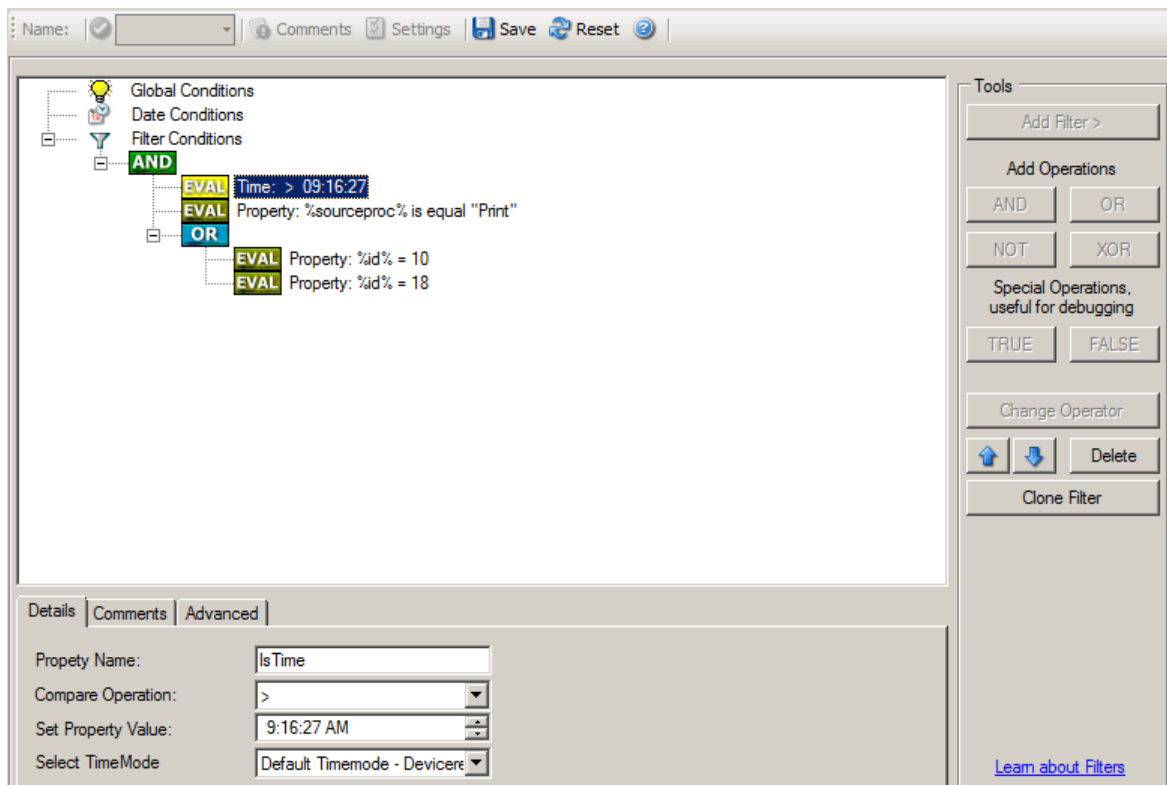 Name: Comments Settings Save Reset
Global Conditions
Date Conditions
Filter Conditions
AND
EVAL Time: > 09:16:27
EVAL Property: %sourceproc% is equal "Print"
OR
EVAL Property: %id% = 10
EVAL Property: %id% = 18
Tools
Add Filter >
Add Operations
AND OR
NOT XOR
Special Operations,
useful for debugging
TRUE FALSE
Change Operator
Delete
Clone Filter
Learn about Filters
Details Comments Advanced
Propety Name: IsTime
Compare Operation: >
Set Property Value: 9:16:27 AM
Select TimeMode Default Timemode - Devicere